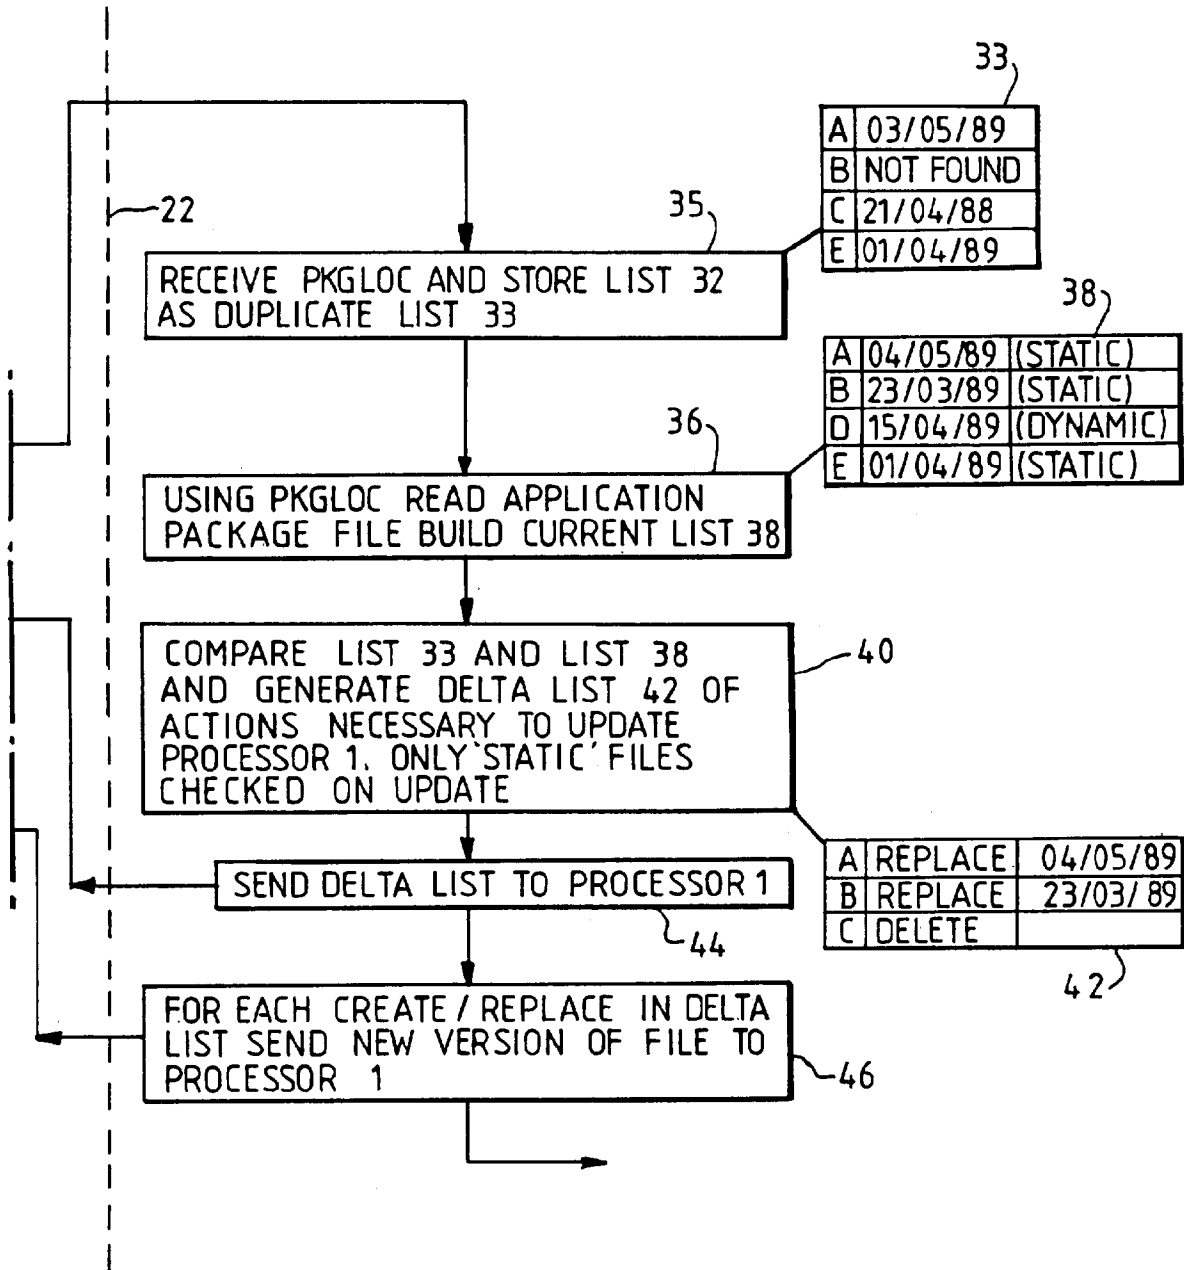 33
A 03/05/89
B NOT FOUND
C 21/04/88
E 01/04/89
22
35
RECEIVE PKGLOC AND STORE LIST 32
AS DUPLICATE LIST 33
38
A 04/05/89 (STATIC)
B 23/03/89 (STATIC)
D 15/04/89 (DYNAMIC)
E 01/04/89 (STATIC)
36
USING PKGLOC READ APPLICATION
PACKAGE FILE BUILD CURRENT LIST 38
COMPARE LIST 33 AND LIST 38
AND GENERATE DELTA LIST 42 OF
ACTIONS NECESSARY TO UPDATE
PROCESSOR 1. ONLY 'STATIC' FILES
CHECKED ON UPDATE
40
A REPLACE 04/05/89
B REPLACE 23/03/89
C DELETE
42
SEND DELTA LIST TO PROCESSOR 1
44
FOR EACH CREATE / REPLACE IN DELTA
LIST SEND NEW VERSION OF FILE TO
PROCESSOR 1
46